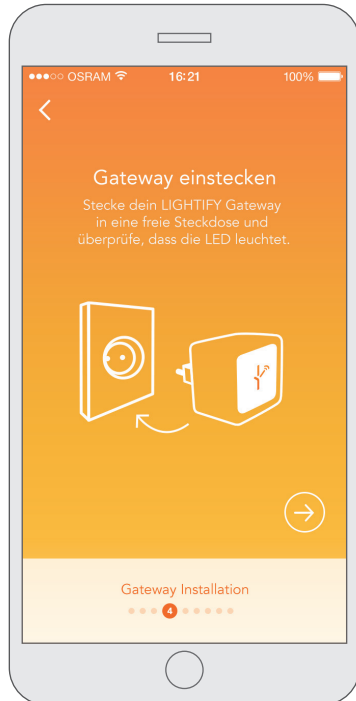 OSRAM 16:21 100%
Gateway einstecken
Stecke dein LIGHTIFY Gateway
in eine freie Steckdose und
überprüfe, dass die LED leuchtet.
Gateway Installation
4